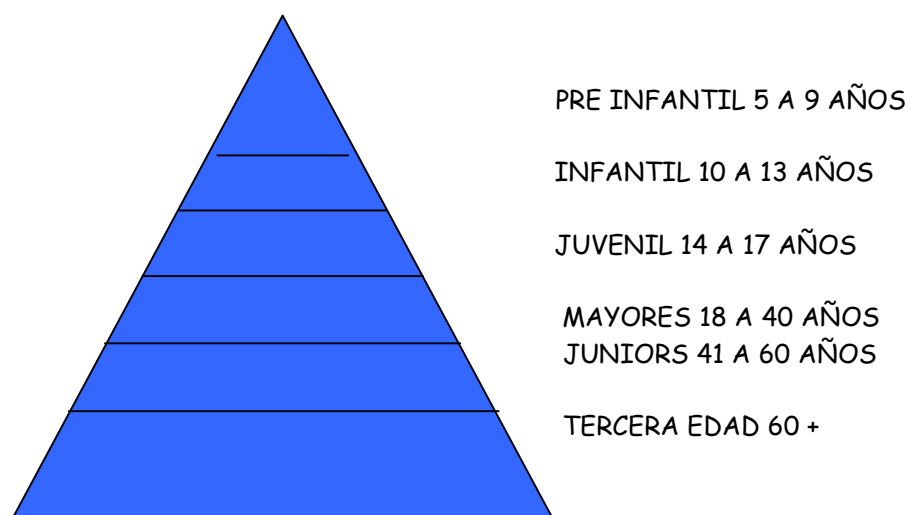 PRE INFANTIL 5 A 9 AÑOS
INFANTIL 10 A 13 AÑOS
JUVENIL 14 A 17 AÑOS
MAYORES 18 A 40 AÑOS
JUNIORS 41 A 60 AÑOS
TERCERA EDAD 60 +